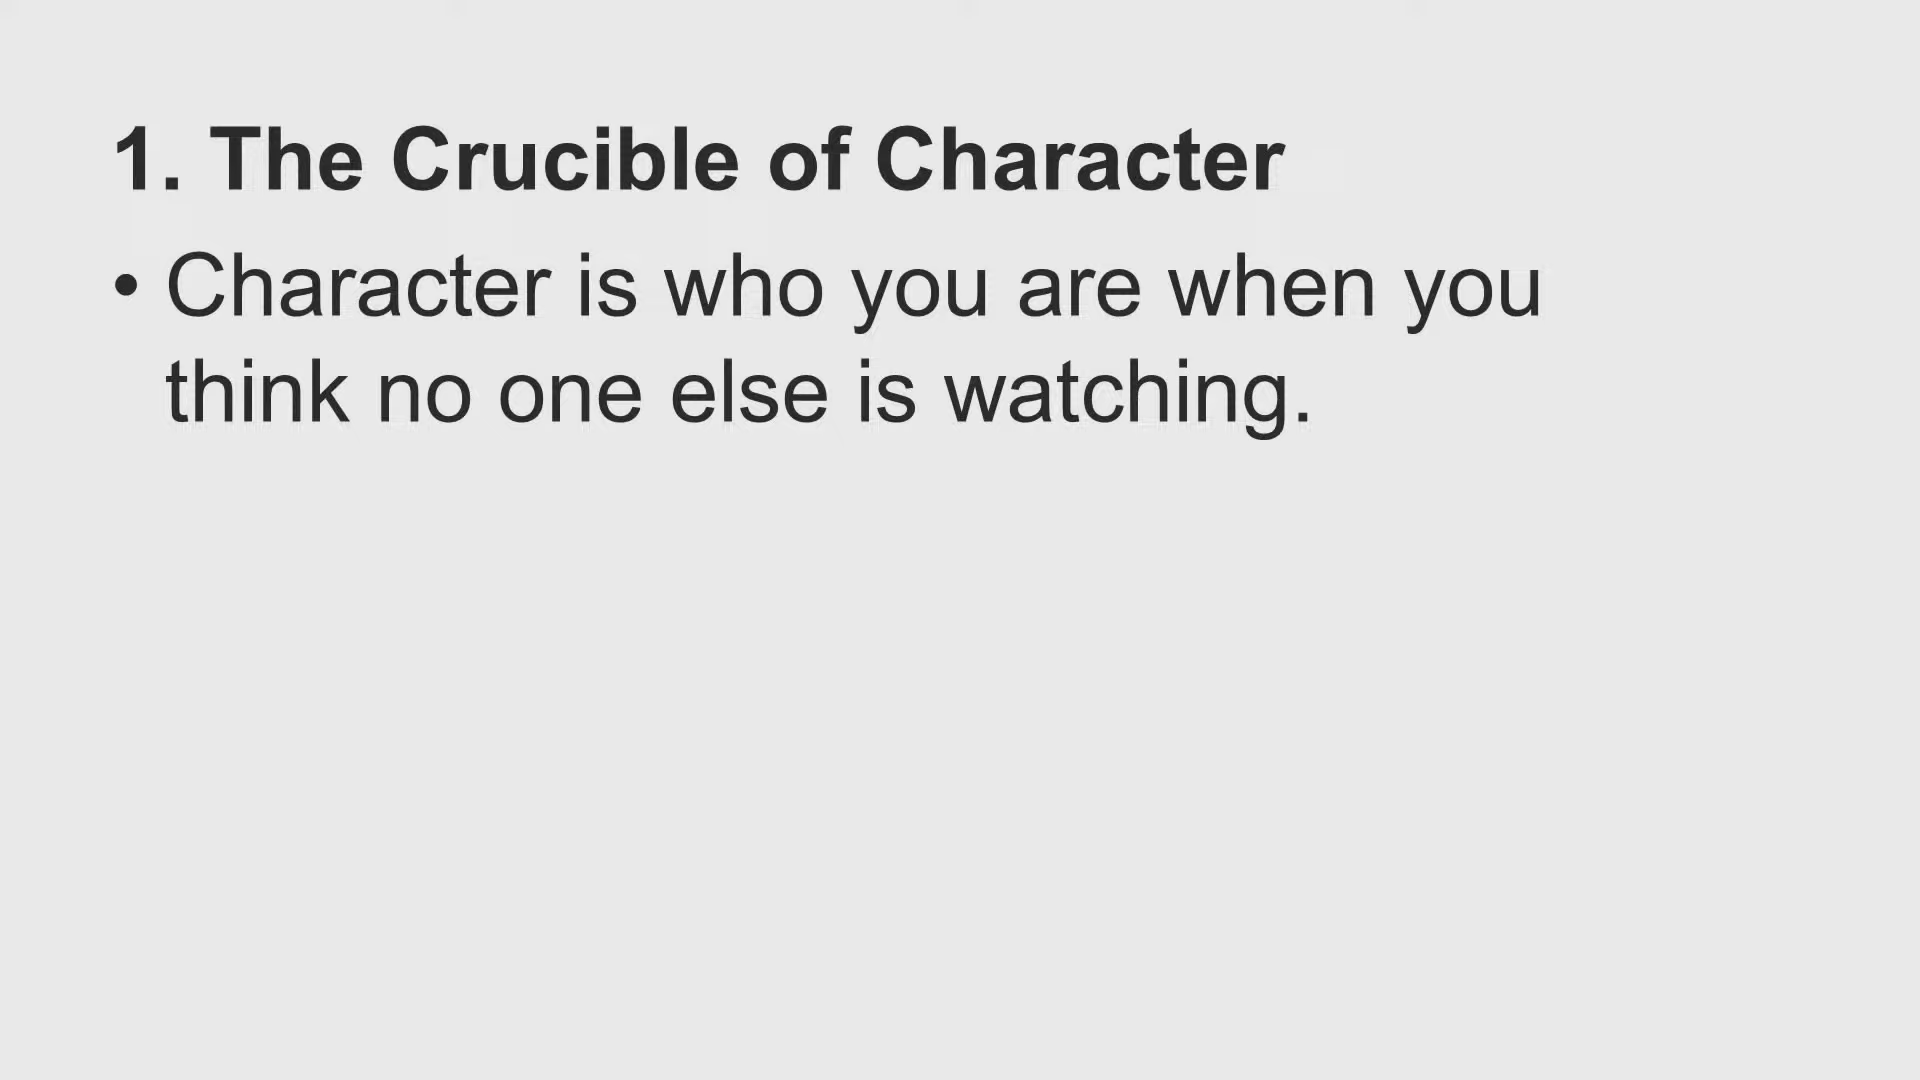 1. The Crucible of Character
• Character is who you are when you
think no one else is watching.